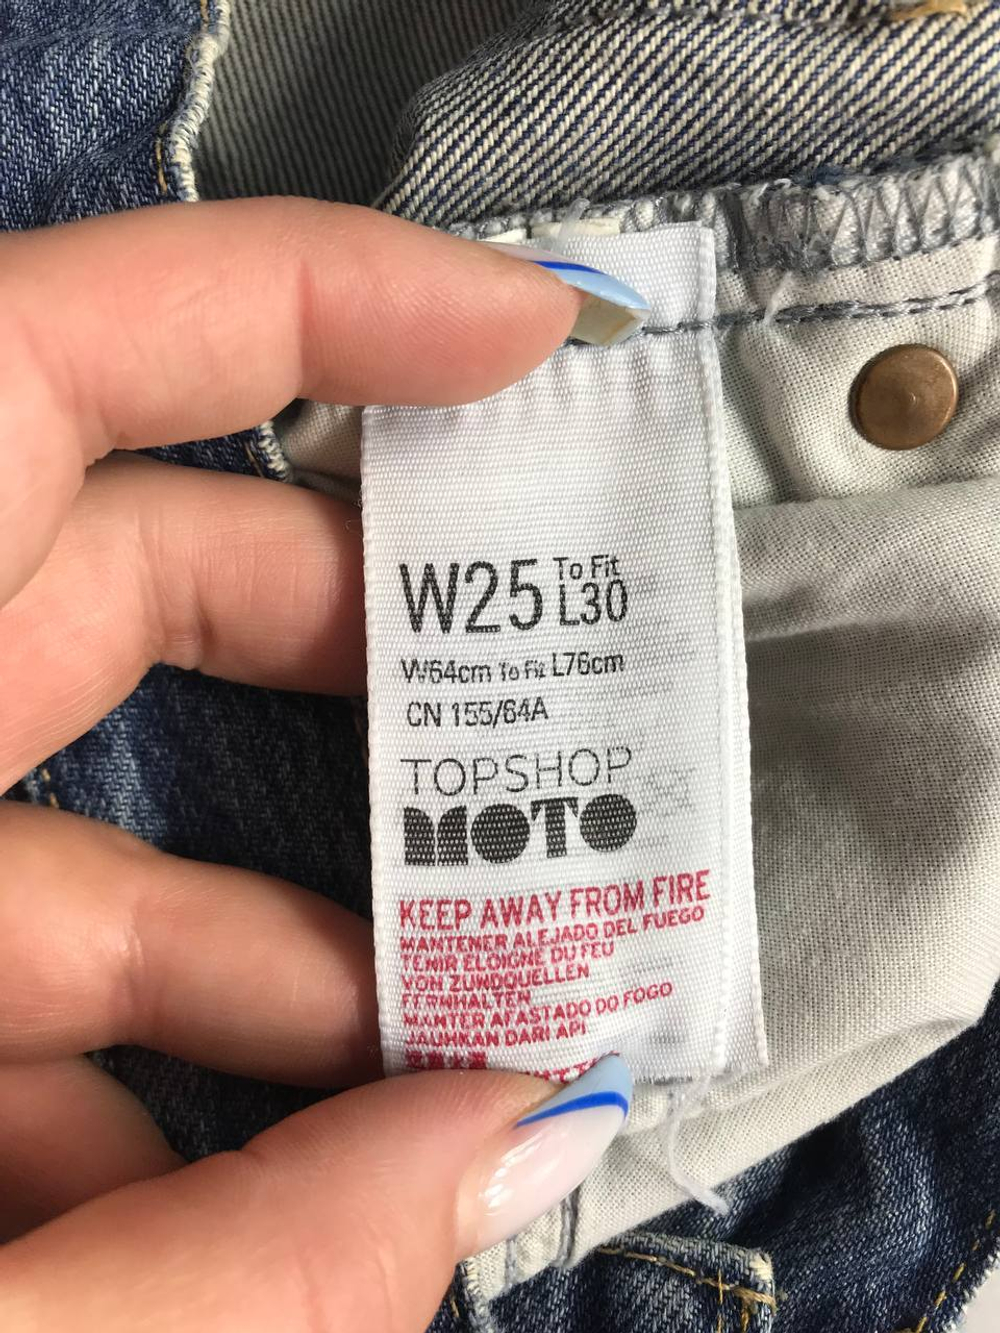 W25 To Fit L30
W64cm To Fit L76cm
CN 155/64A
TOPSHOP
MOTO
KEEP AWAY FROM FIRE
MANTENER ALEJADO DEL FUEGO
TENIR ELOIGNE DU FEU
VON ZUNDQUELLEN
FERNHALTEN
MANTER AFASTADO DO FOGO
JAUHKAN DARI API